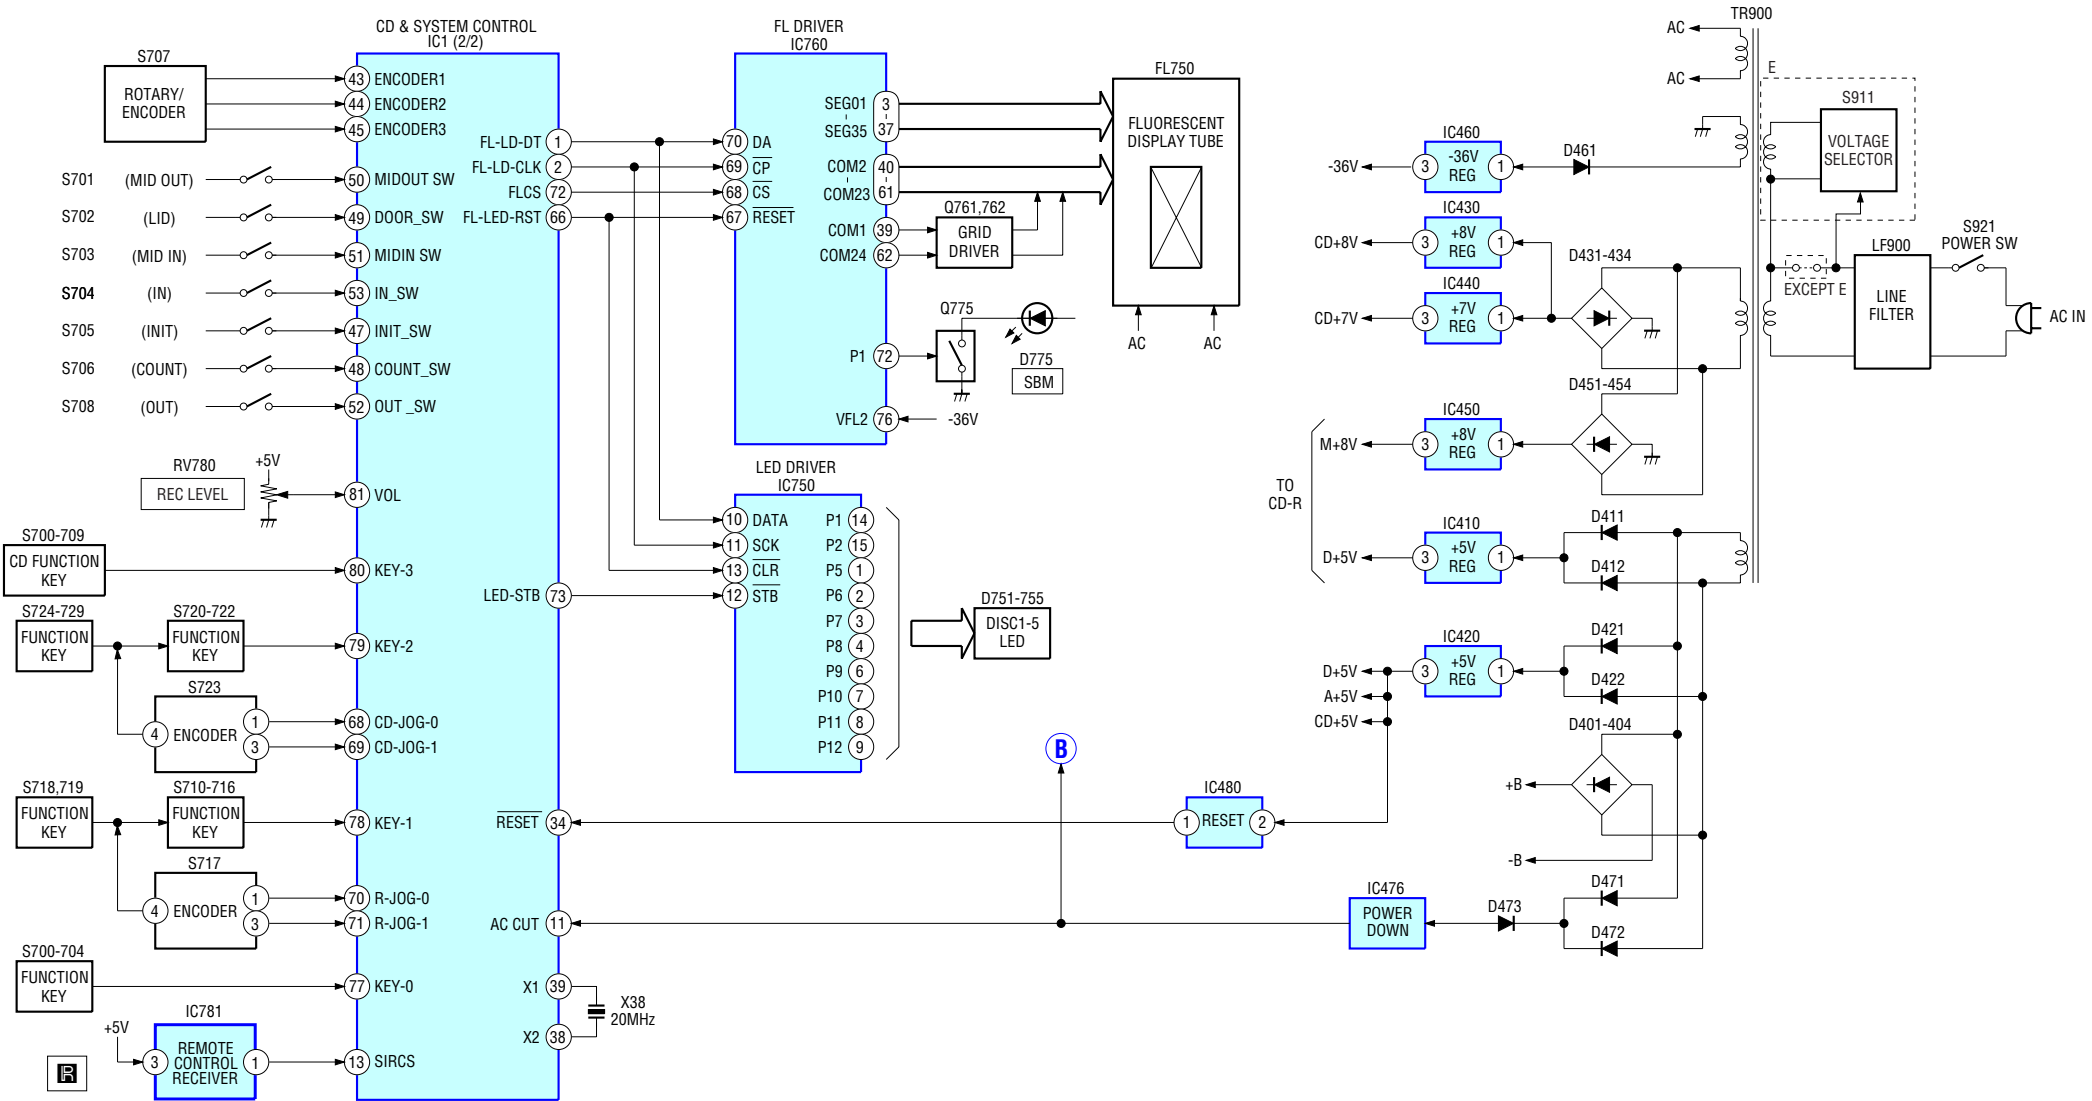 CD & SYSTEM CONTROL
IC1 (2/2)
S707
ROTARY/
ENCODER
43 ENCODER1
44 ENCODER2
45 ENCODER3
S701 (MID OUT) 50 MIDOUT SW
S702 (LID) 49 DOOR_SW
S703 (MID IN) 51 MIDIN SW
S704 (IN) 53 IN_SW
S705 (INIT) 47 INIT_SW
S706 (COUNT) 48 COUNT_SW
S708 (OUT) 52 OUT _SW
RV780
REC LEVEL
+5V
81 VOL
S700-709
CD FUNCTION
KEY
80 KEY-3
S724-729
FUNCTION
KEY
S720-722
FUNCTION
KEY
79 KEY-2
S723
4 ENCODER 1
3
68 CD-JOG-0
69 CD-JOG-1
S718,719
FUNCTION
KEY
S710-716
FUNCTION
KEY
78 KEY-1
S717
4 ENCODER 1
3
70 R-JOG-0
71 R-JOG-1
S700-704
FUNCTION
KEY
77 KEY-0
IC781
+5V
3 REMOTE
CONTROL
RECEIVER 1
13 SIRCS
R
FL-LD-DT 1
FL-LD-CLK 2
FLCS 72
FL-LED-RST 66
LED-STB 73
RESET 34
AC CUT 11
X1 39
X2 38
X38
20MHz
FL DRIVER
IC760
70 DA
69 CP
68 CS
67 RESET
SEG01 3
SEG35 37
COM2 40
COM23 61
COM1 39
COM24 62
P1 72
VFL2 76
-36V
Q761,762
GRID
DRIVER
Q775
D775
SBM
FL750
FLUORESCENT
DISPLAY TUBE
AC
AC
LED DRIVER
IC750
10 DATA
11 SCK
13 CLR
12 STB
P1 14
P2 15
P5 1
P6 2
P7 3
P8 4
P9 6
P10 7
P11 8
P12 9
D751-755
DISC1-5
LED
B
IC480
1 RESET 2
IC476
POWER
DOWN
D473
D471
D472
TR900
AC
AC
E
S911
VOLTAGE
SELECTOR
IC460
-36V 3 -36V
REG 1
D461
IC430
CD+8V 3 +8V
REG 1
IC440
CD+7V 3 +7V
REG 1
D431-434
D451-454
IC450
M+8V 3 +8V
REG 1
TO
CD-R
IC410
D+5V 3 +5V
REG 1
D411
D412
IC420
D+5V 3 +5V
REG 1
A+5V
CD+5V
D421
D422
D401-404
+B
-B
EXCEPT E
LF900
LINE
FILTER
S921
POWER SW
AC IN